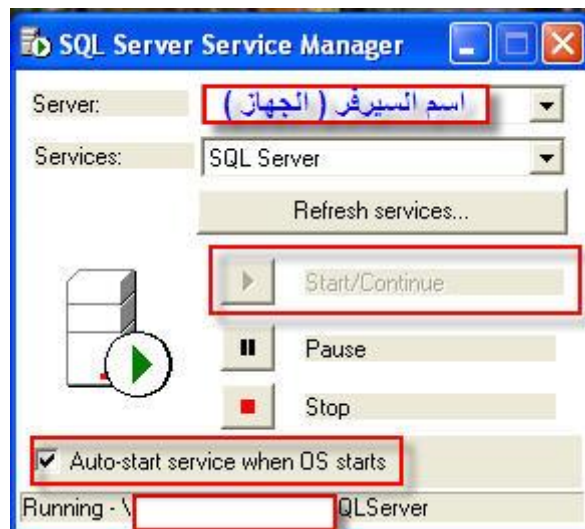 SQL Server Service Manager
Server: اسم السيرفر ( الجهاز )
Services: SQL Server
Refresh services...
Start/Continue
Pause
Stop
Auto-start service when OS starts
Running - \ QLServer